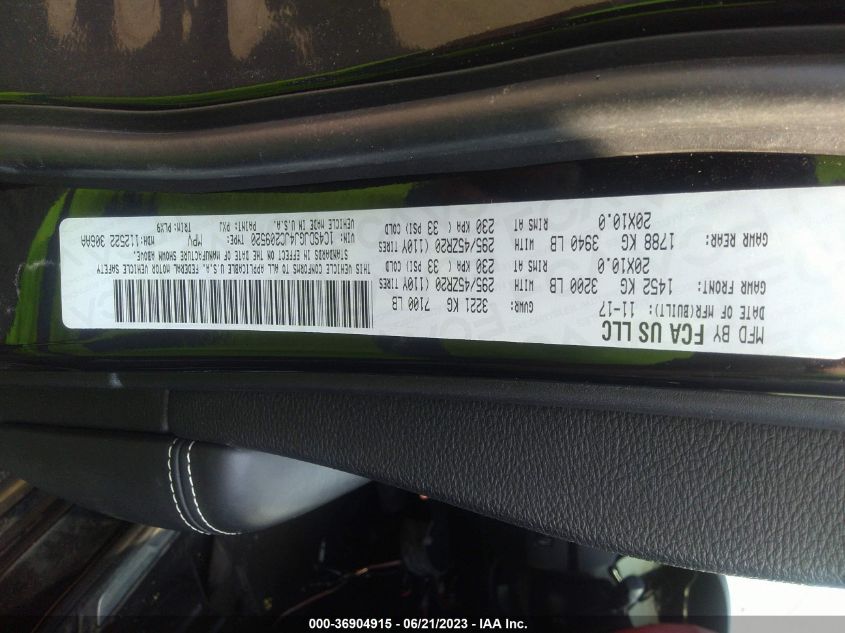 MFD BY FCA US LLC
DATE OF MFR(BUILT): 11-17 GVWR: 3221 KG 7100 LB
GAWR FRONT: 1452 KG 3200 LB WITH 295/45ZR20 (110Y TIRES
20X10.0 RIMS AT 230 KPA ( 33 PSI) COLD
GAWR REAR: 1788 KG 3940 LB WITH 295/45ZR20 (110Y TIRES
20X10.0 RIMS AT 230 KPA ( 33 PSI) COLD
THIS VEHICLE CONFORMS TO ALL APPLICABLE U.S.A. FEDERAL MOTOR VEHICLE SAFETY
STANDARDS IN EFFECT ON THE DATE OF MANUFACTURE SHOWN ABOVE.
VIN: 1C4SDJGJ4JC209520 TYPE: MPV MDH:112522 306AA
VEHICLE MADE IN U.S.A. PAINT: PXJ TRIM:PLX9
000-36904915 - 06/21/2023 - IAA Inc.